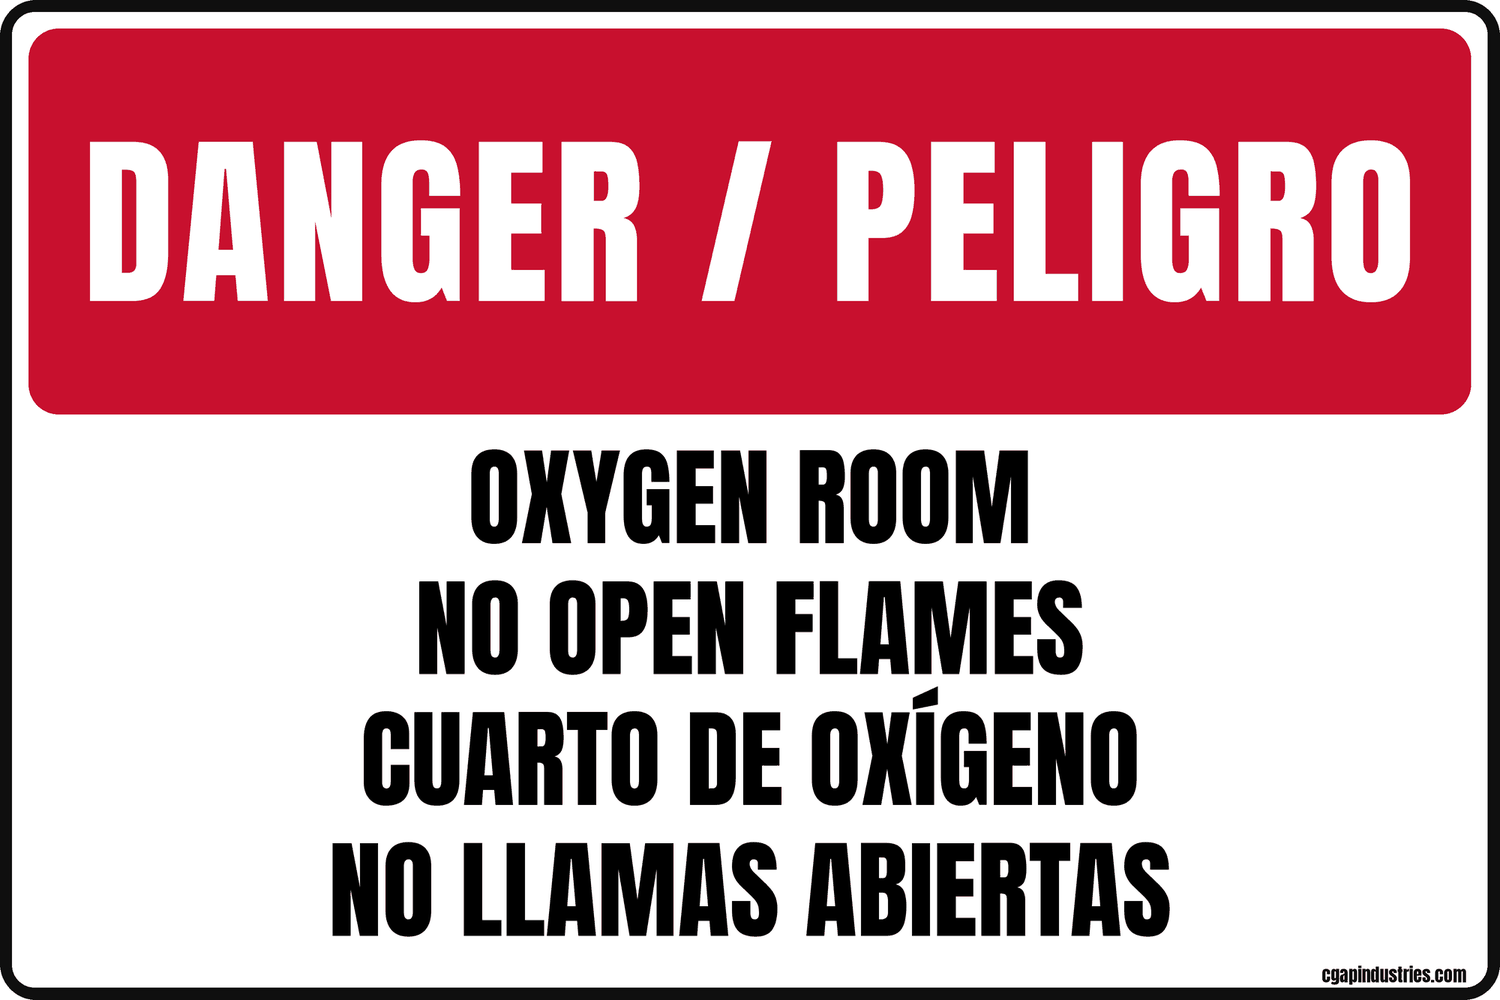 DANGER / PELIGRO
OXYGEN ROOM
NO OPEN FLAMES
CUARTO DE OXÍGENO
NO LLAMAS ABIERTAS
cgapindustries.com